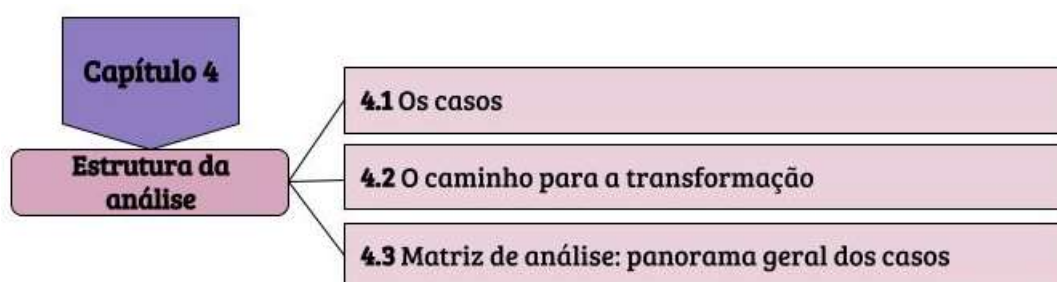 Capítulo 4
Estrutura da
análise
4.1 Os casos
4.2 O caminho para a transformação
4.3 Matriz de análise: panorama geral dos casos